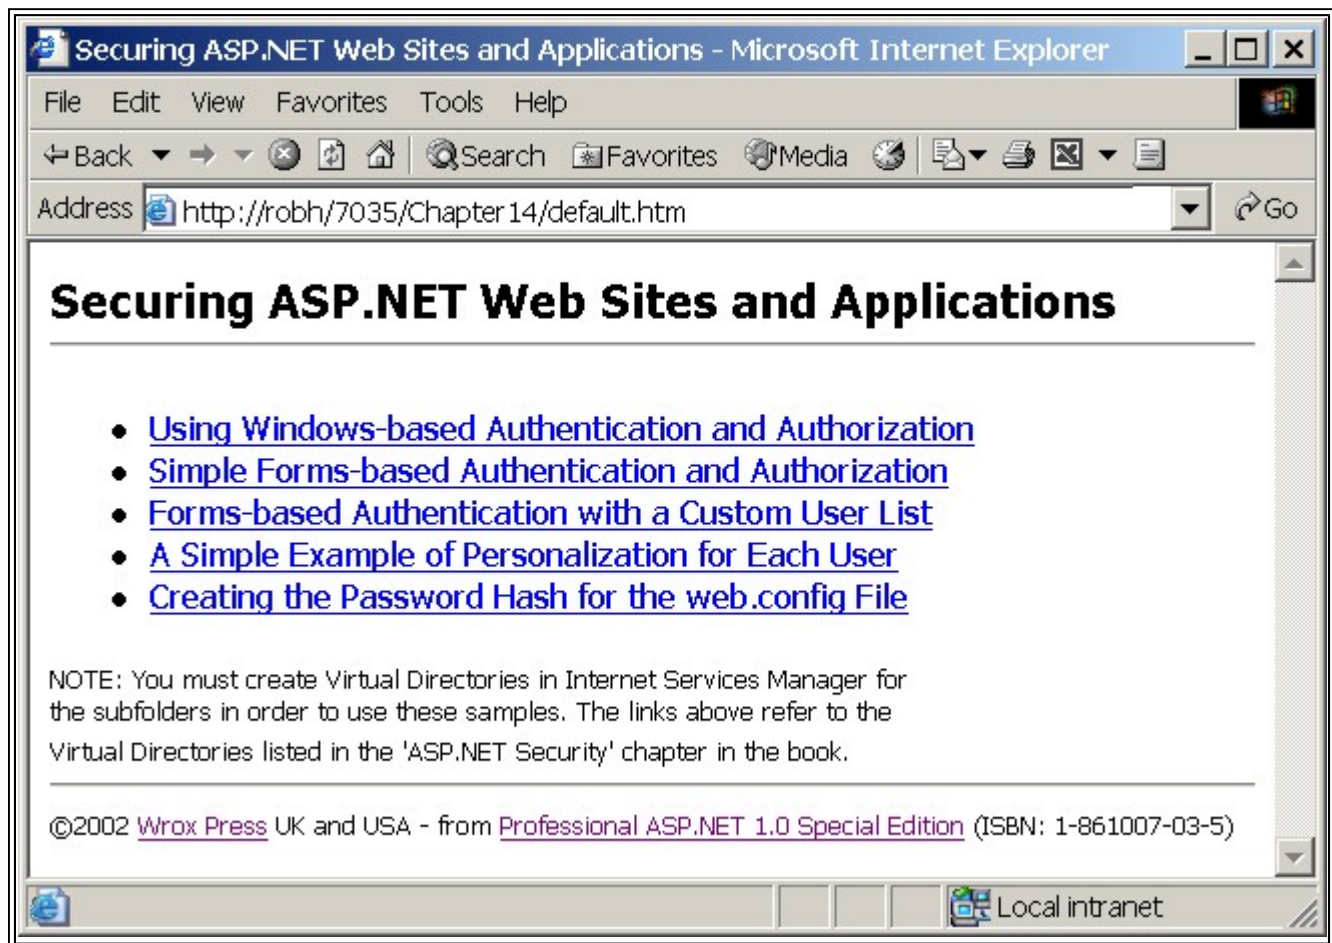 Securing ASP.NET Web Sites and Applications - Microsoft Internet Explorer
File Edit View Favorites Tools Help
Back Search Favorites Media
Address http://robh/7035/Chapter14/default.htm Go
Securing ASP.NET Web Sites and Applications
• Using Windows-based Authentication and Authorization
• Simple Forms-based Authentication and Authorization
• Forms-based Authentication with a Custom User List
• A Simple Example of Personalization for Each User
• Creating the Password Hash for the web.config File
NOTE: You must create Virtual Directories in Internet Services Manager for
the subfolders in order to use these samples. The links above refer to the
Virtual Directories listed in the 'ASP.NET Security' chapter in the book.
©2002 Wrox Press UK and USA - from Professional ASP.NET 1.0 Special Edition (ISBN: 1-861007-03-5)
Local intranet